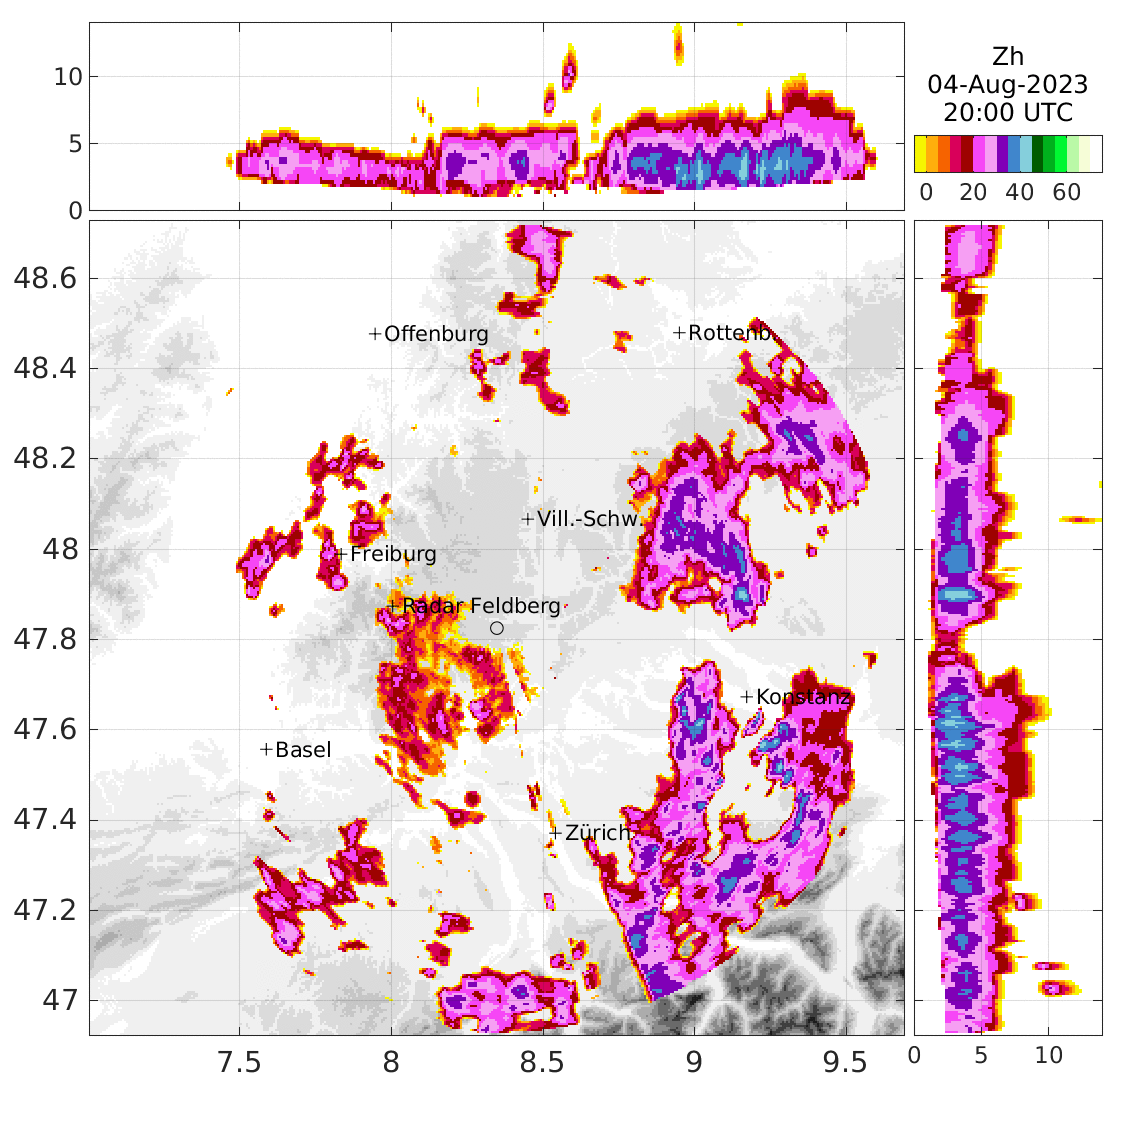 10
5
0
Zh
04-Aug-2023
20:00 UTC
0 20 40 60
48.6
48.4
48.2
48
47.8
47.6
47.4
47.2
47
+Offenburg
+Rottenb.
+Vill.-Schw.
+Freiburg
+Radar Feldberg
+Konstanz
+Basel
+Zürich
7.5 8 8.5 9 9.5
0 5 10